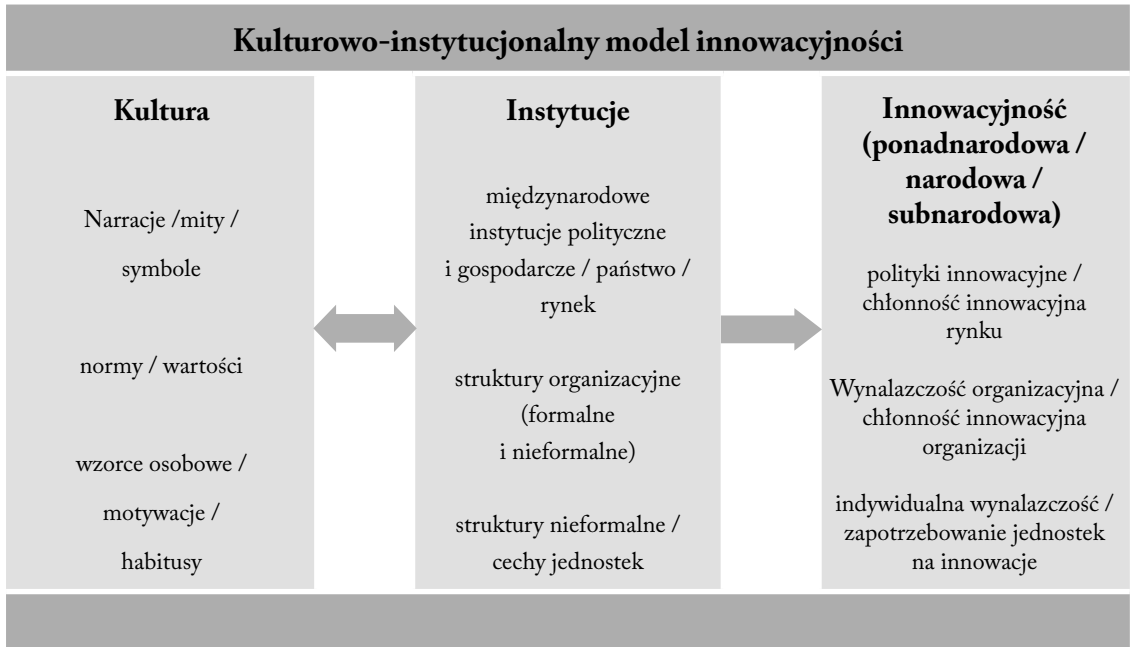 Kulturowo-instytucjonalny model innowacyjności
Kultura
Narracje /mity /
symbole
normy / wartości
wzorce osobowe /
motywacje /
habitusy
Instytucje
międzynarodowe
instytucje polityczne
i gospodarcze / państwo /
rynek
struktury organizacyjne
(formalne
i nieformalne)
struktury nieformalne /
cechy jednostek
Innowacyjność
(ponadnarodowa /
narodowa /
subnarodowa)
polityki innowacyjne /
chłonność innowacyjna
rynku
Wynalazczość organizacyjna /
chłonność innowacyjna
organizacji
indywidualna wynalazczość /
zapotrzebowanie jednostek
na innowacje